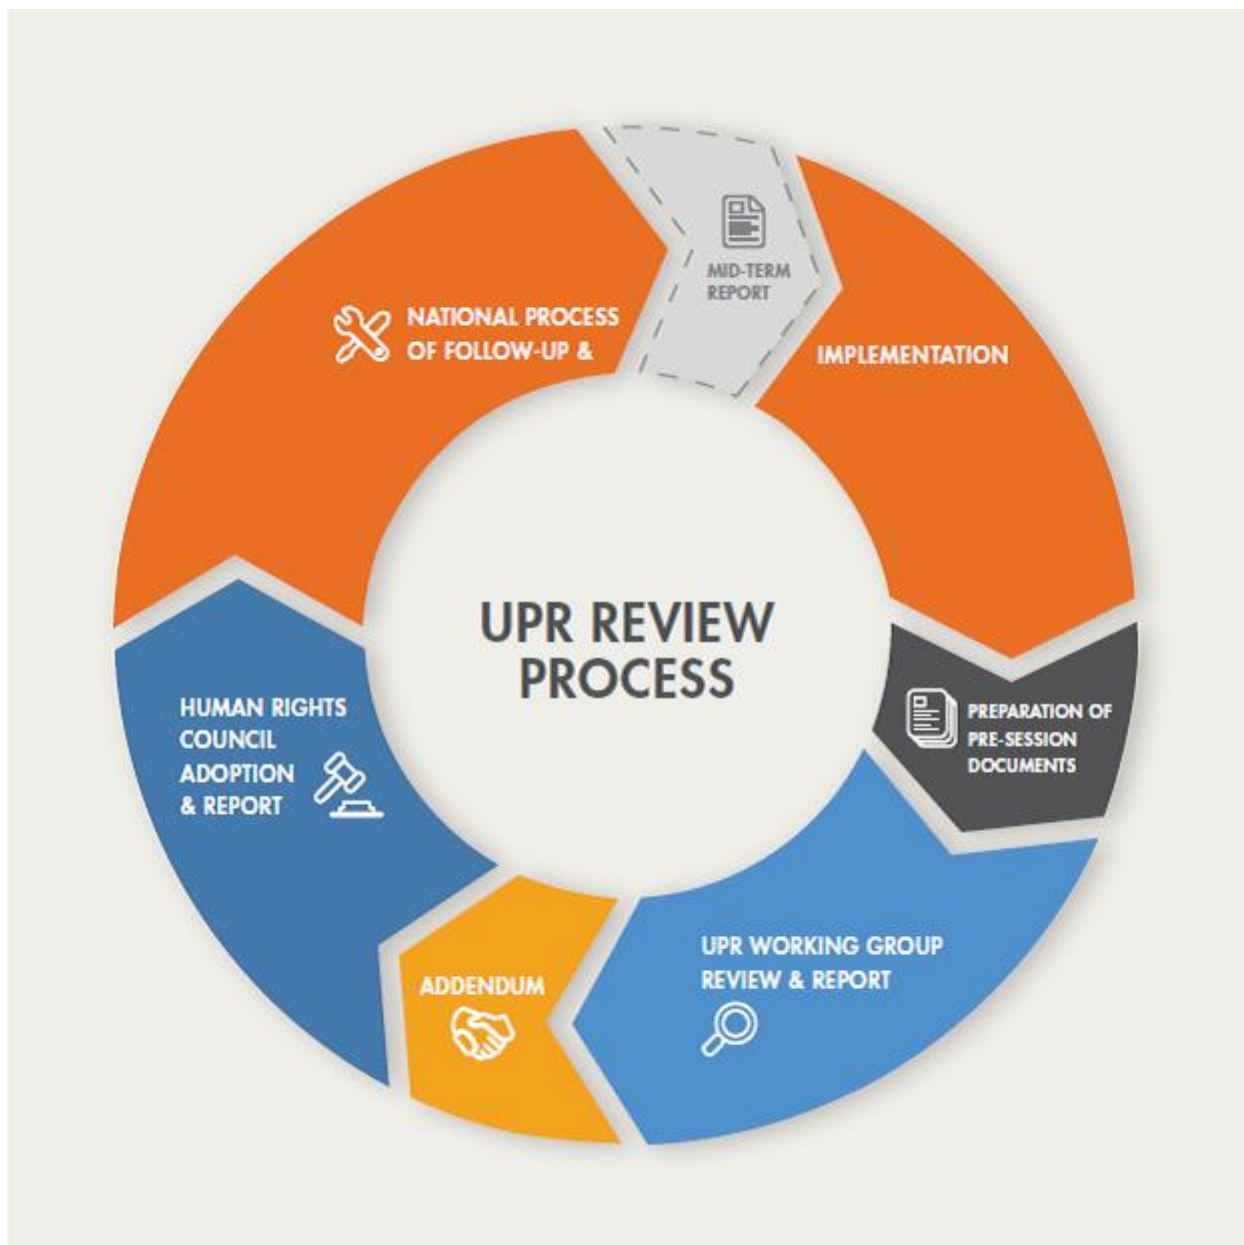 UPR REVIEW
PROCESS
NATIONAL PROCESS
OF FOLLOW-UP &
MID-TERM
REPORT
IMPLEMENTATION
PREPARATION OF
PRE-SESSION
DOCUMENTS
UPR WORKING GROUP
REVIEW & REPORT
ADDENDUM
HUMAN RIGHTS
COUNCIL
ADOPTION
& REPORT